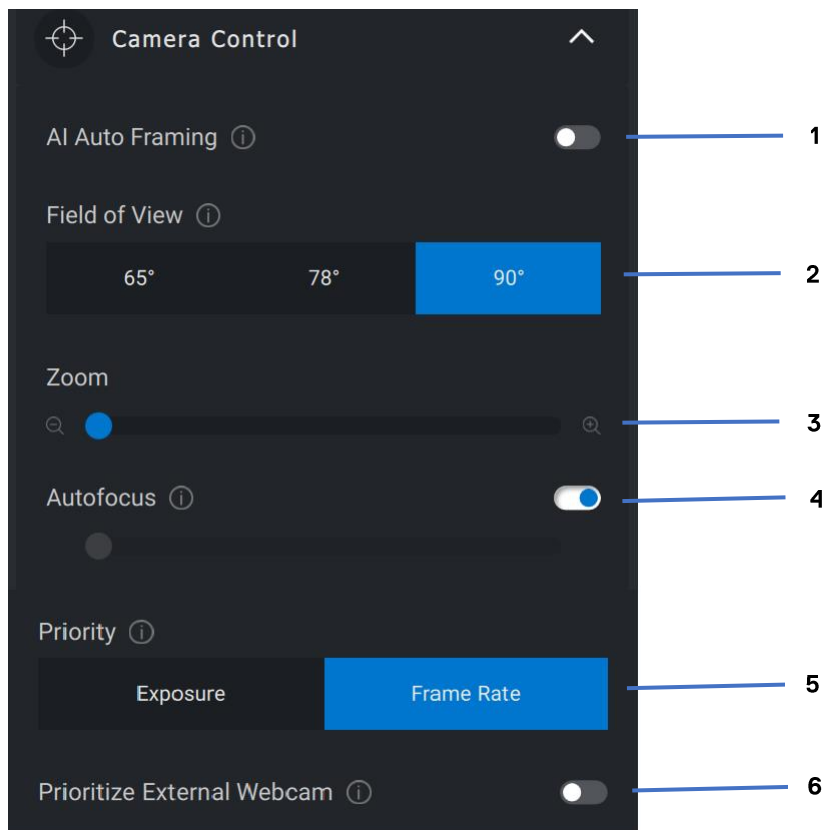 Camera Control
AI Auto Framing
1
Field of View
65° 78° 90°
2
Zoom
3
Autofocus
4
Priority
Exposure Frame Rate
5
Prioritize External Webcam
6